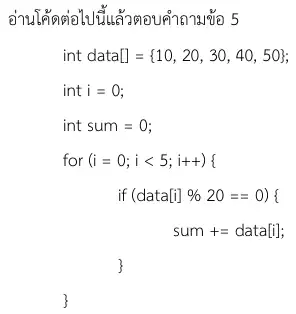 อ่านโค้ดต่อไปนี้แล้วตอบคำถามข้อ 5
int data[] = {10, 20, 30, 40, 50};
int i = 0;
int sum = 0;
for (i = 0; i < 5; i++) {
if (data[i] % 20 == 0) {
sum += data[i];
}
}